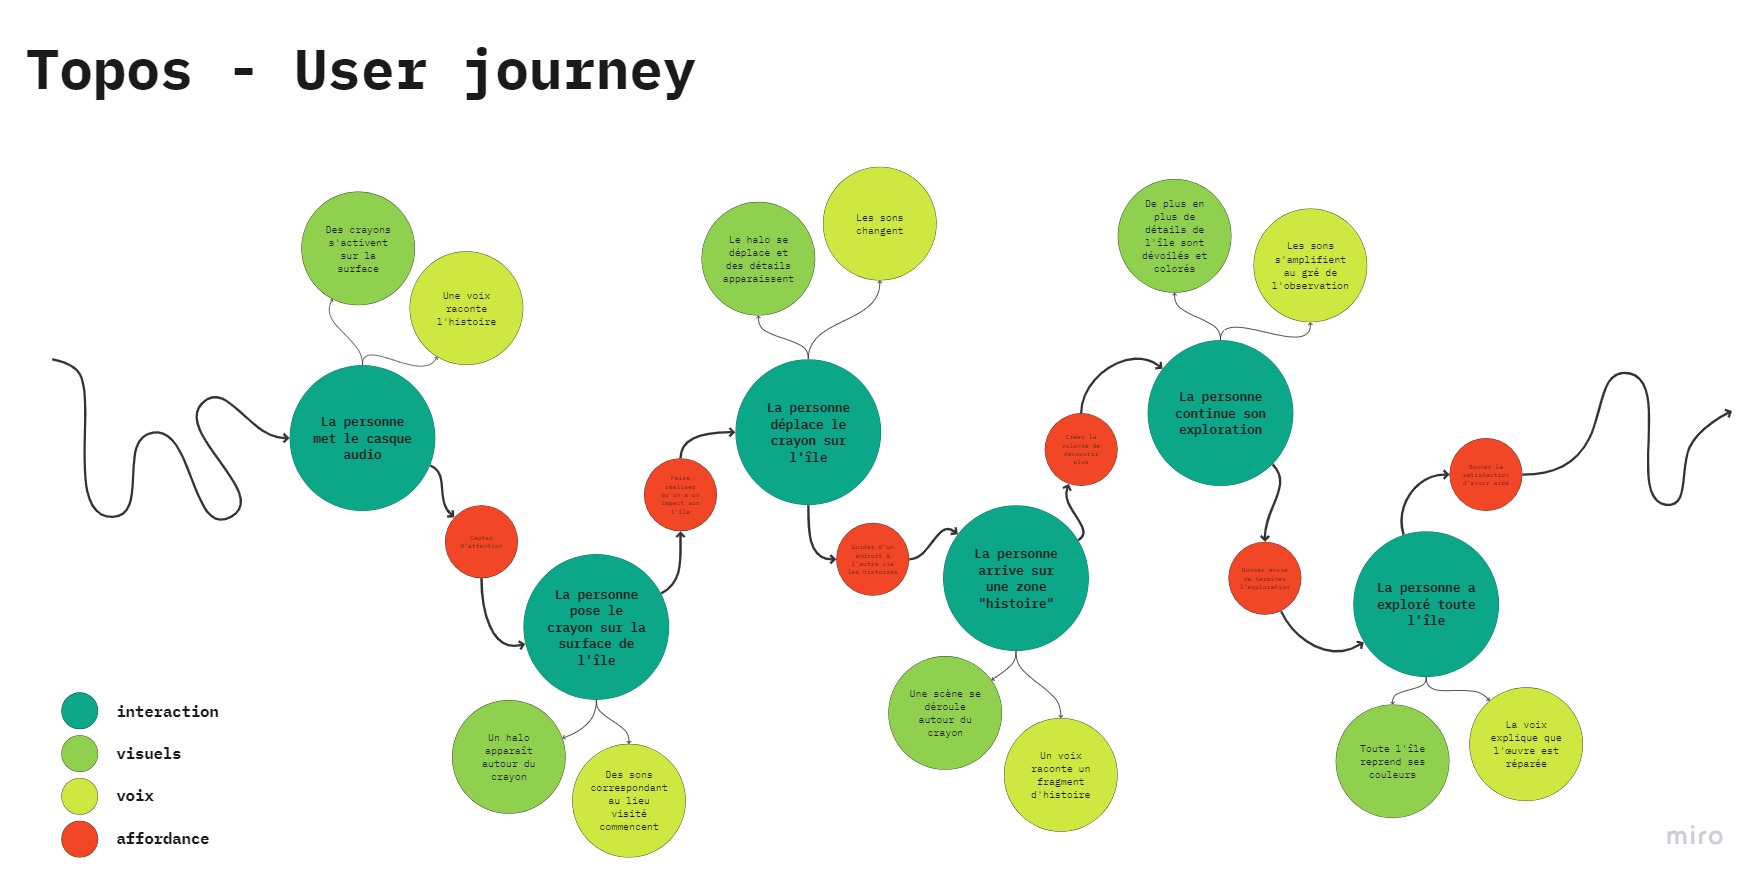 Topos - User journey
Des crayons
s'activent
sur la
surface
Une voix
raconte
l'histoire
La personne
met le casque
audio
Capter
d'attention
La personne
pose le
crayon sur la
surface de
l'île
Un halo
apparaît
autour du
crayon
Des sons
correspondant
au lieu
visité
commencent
Faire
réaliser
qu'on a un
impact sur
l'île
La personne
déplace le
crayon sur
l'île
Le halo se
déplace et
des détails
apparaissent
Les sons
changent
Guider d'un
endroit à
l'autre via
les histoires
La personne
arrive sur
une zone
"histoire"
Une scène se
déroule
autour du
crayon
Un voix
raconte un
fragment
d'histoire
Créer la
volonté de
découvrir
plus
La personne
continue son
exploration
De plus en
plus de
détails de
l'île sont
dévoilés et
colorés
Les sons
s'amplifient
au gré de
l'observation
Donner envie
de terminer
l'exploration
La personne a
exploré toute
l'île
Toute l'île
reprend ses
couleurs
La voix
explique que
l'œuvre est
réparée
Donner la
satisfaction
d'avoir aidé
interaction
visuels
voix
affordance
miro